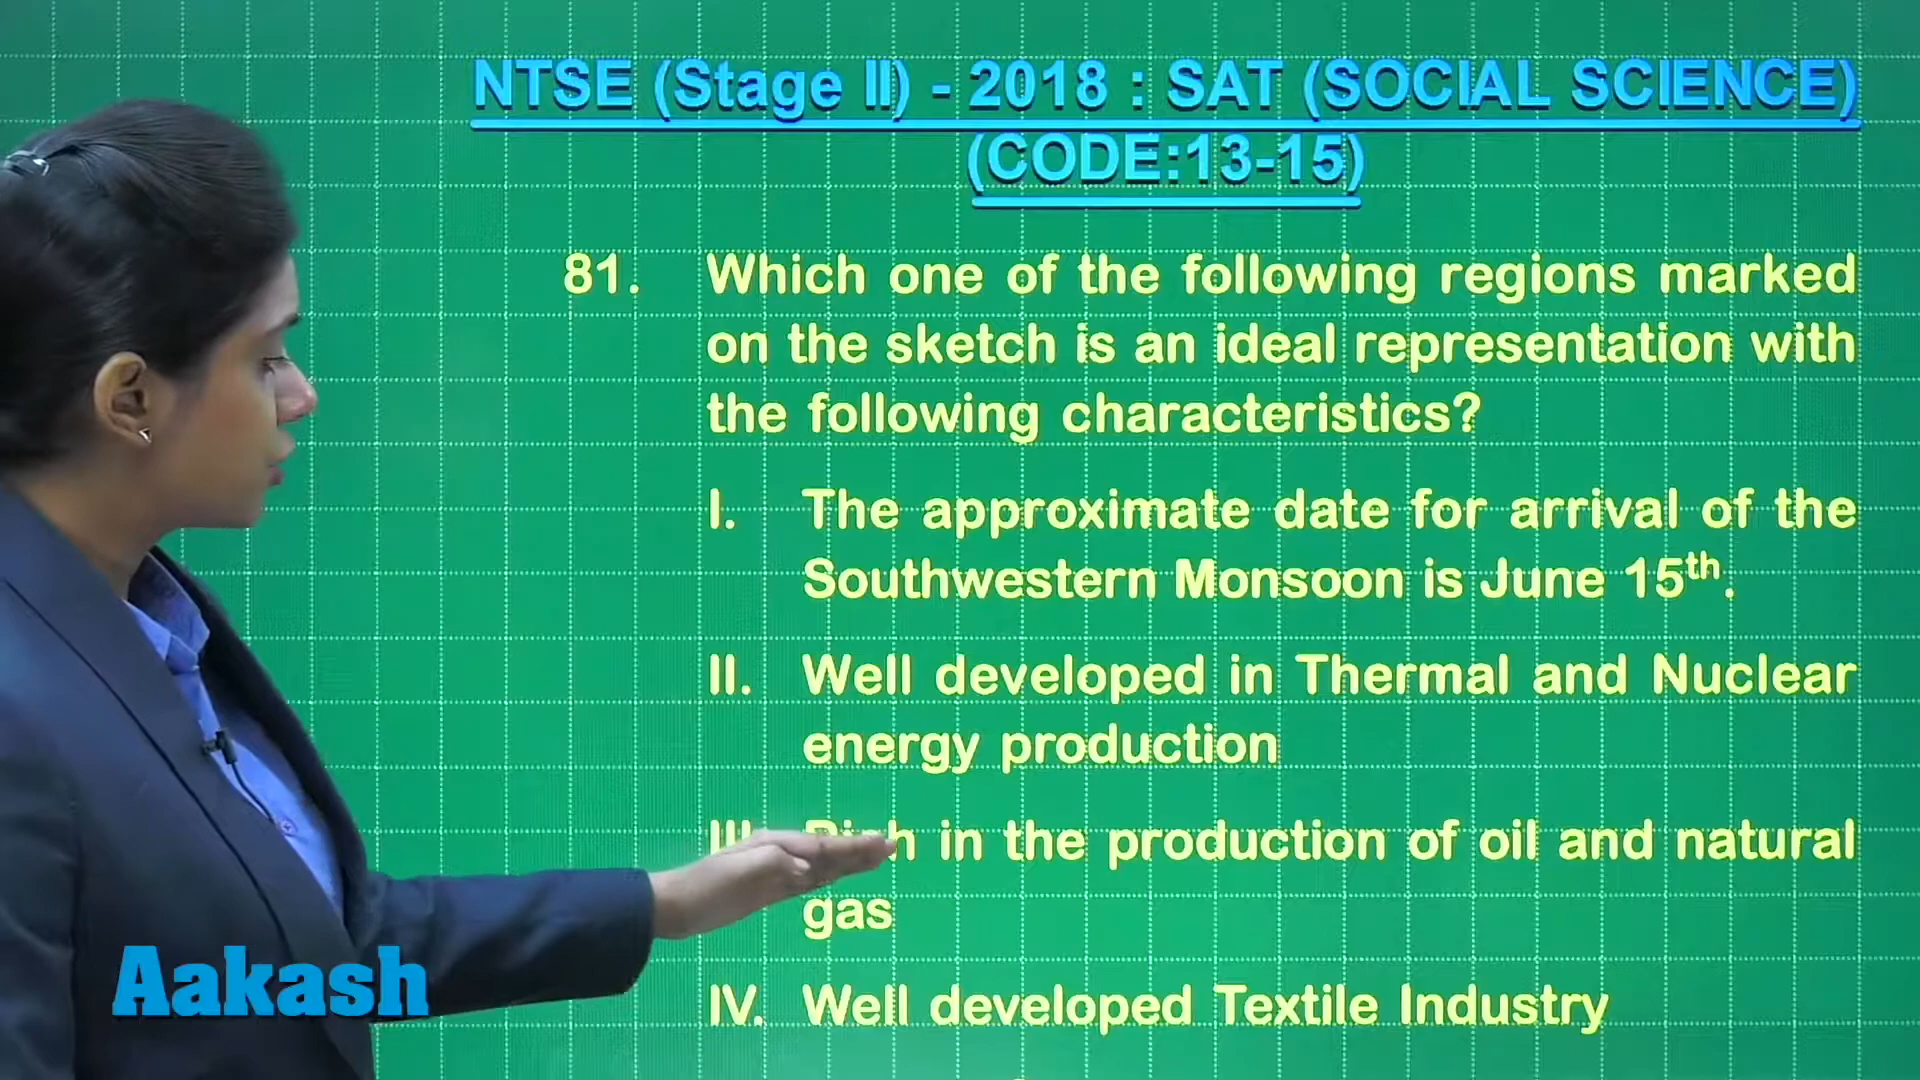 NTSE (Stage II) - 2018 : SAT (SOCIAL SCIENCE)
(CODE:13-15)
81. Which one of the following regions marked
on the sketch is an ideal representation with
the following characteristics?
I. The approximate date for arrival of the
Southwestern Monsoon is June 15th.
II. Well developed in Thermal and Nuclear
energy production
III. Rich in the production of oil and natural
gas
IV. Well developed Textile Industry
Aakash